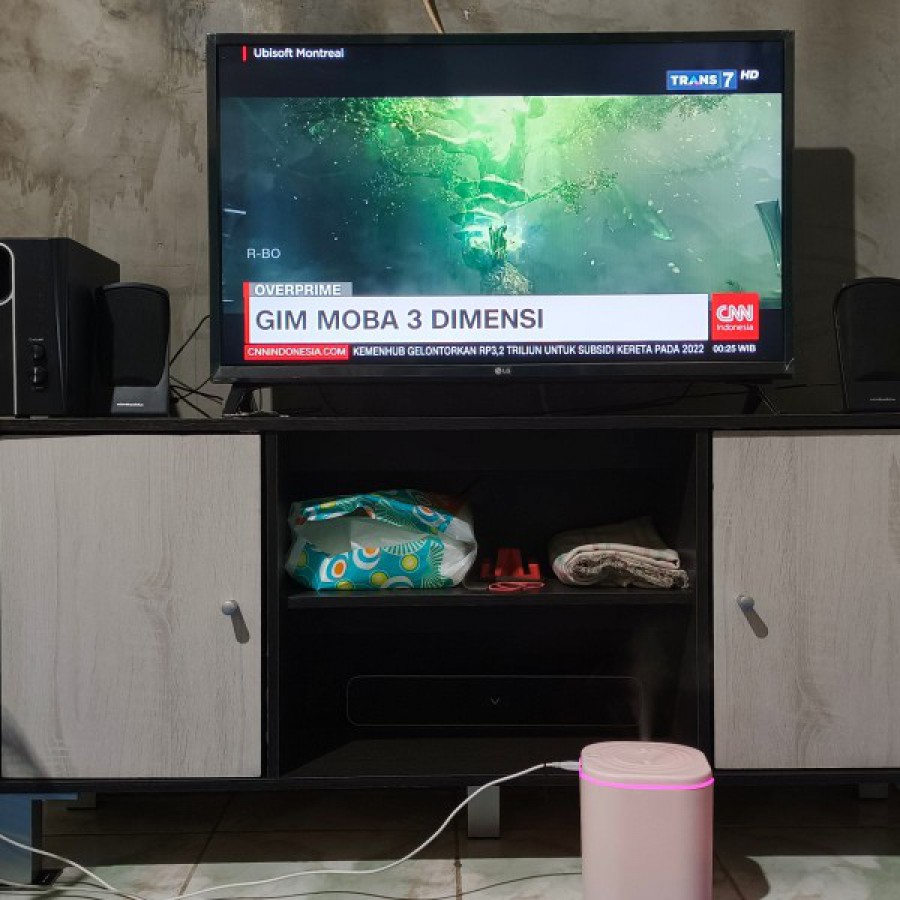 Ubisoft Montreal
TRANS 7 HD
R-BO
OVERPRIME
GIM MOBA 3 DIMENSI
CNN
Indonesia
CNNINDONESIA.COM KEMENHUB GELONTORKAN RP3,2 TRILIUN UNTUK SUBSIDI KERETA PADA 2022 00:25 WIB
LG